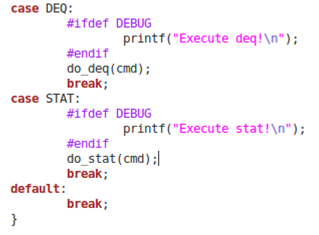 case DEQ:
#ifdef DEBUG
printf("Execute deq!\n");
#endif
do_deq(cmd);
break;
case STAT:
#ifdef DEBUG
printf("Execute stat!\n");
#endif
do_stat(cmd);
break;
default:
break;
}